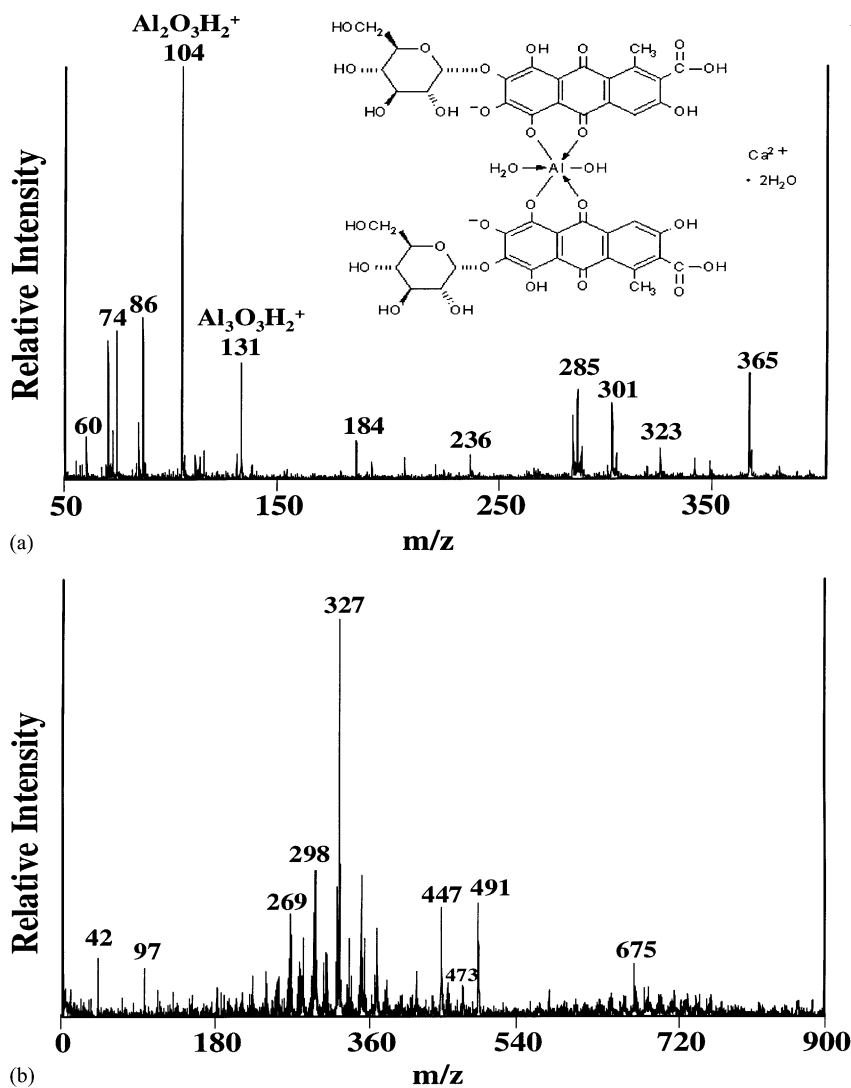 Al₂O₃H₂⁺
104
Relative Intensity
60
74
86
Al₃O₃H₂⁺
131
184
236
285
301
323
365
HOCH₂
O
HO
HO
OH
O
OH
O
CH₃
O
C
OH
⁻O
O
O
OH
H₂O
Al
OH
Ca²⁺
• 2H₂O
O
O
HOCH₂
O
HO
HO
OH
O
⁻O
OH
O
CH₃
OH
C
OH
O
50
150
250
350
m/z
(a)
Relative Intensity
42
97
269
298
327
447
473
491
675
0
180
360
540
720
900
m/z
(b)